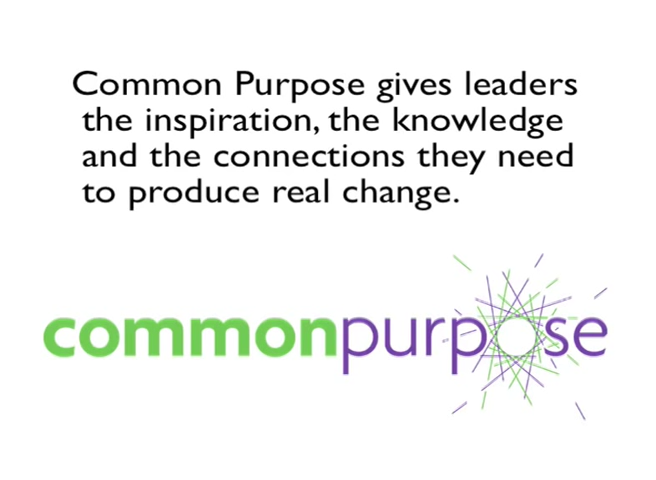 Common Purpose gives leaders
the inspiration, the knowledge
and the connections they need
to produce real change.
commonpurpose